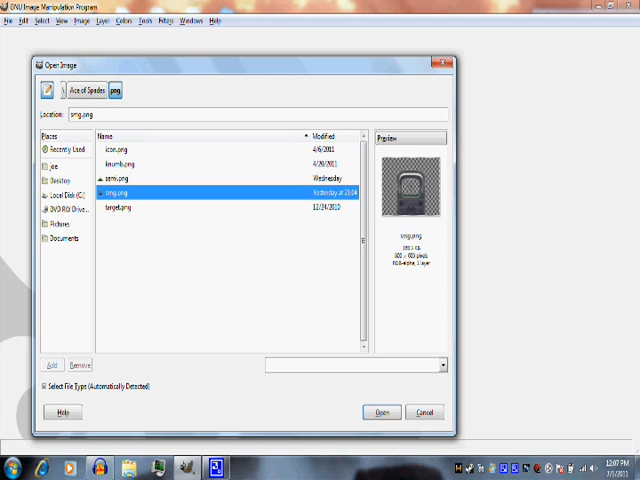 GNU Image Manipulation Program
File Edit Select View Image Layer Colors Tools Filters Windows Help
Open Image
\ Ace of Spades png
Location: smg.png
Places Name Modified Preview
Recently Used icon.png 4/6/2011
joe knumb.png 4/20/2011
Desktop semi.png Wednesday
Local Disk (C:) smg.png Yesterday at 21:04
DVD RW Drive... target.png 12/24/2010
Pictures
Documents
smg.png
800 x 600 pixels
RGB-alpha, 1 layer
Add Remove
Select File Type (Automatically Detected)
Help Open Cancel
12:07 PM
7/1/2011